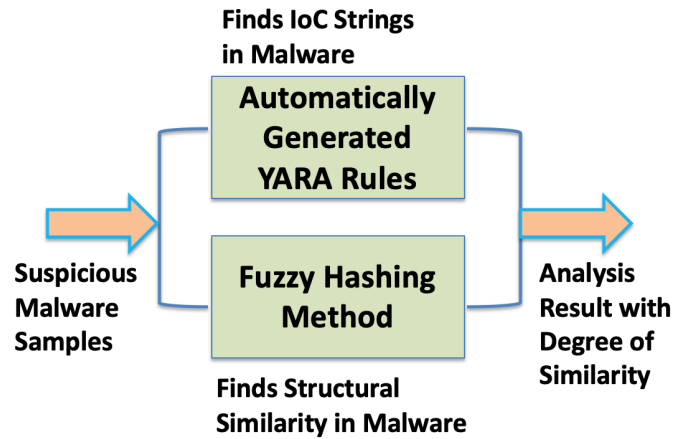 Finds IoC Strings
in Malware
Automatically
Generated
YARA Rules
Suspicious
Malware
Samples
Fuzzy Hashing
Method
Analysis
Result with
Degree of
Similarity
Finds Structural
Similarity in Malware